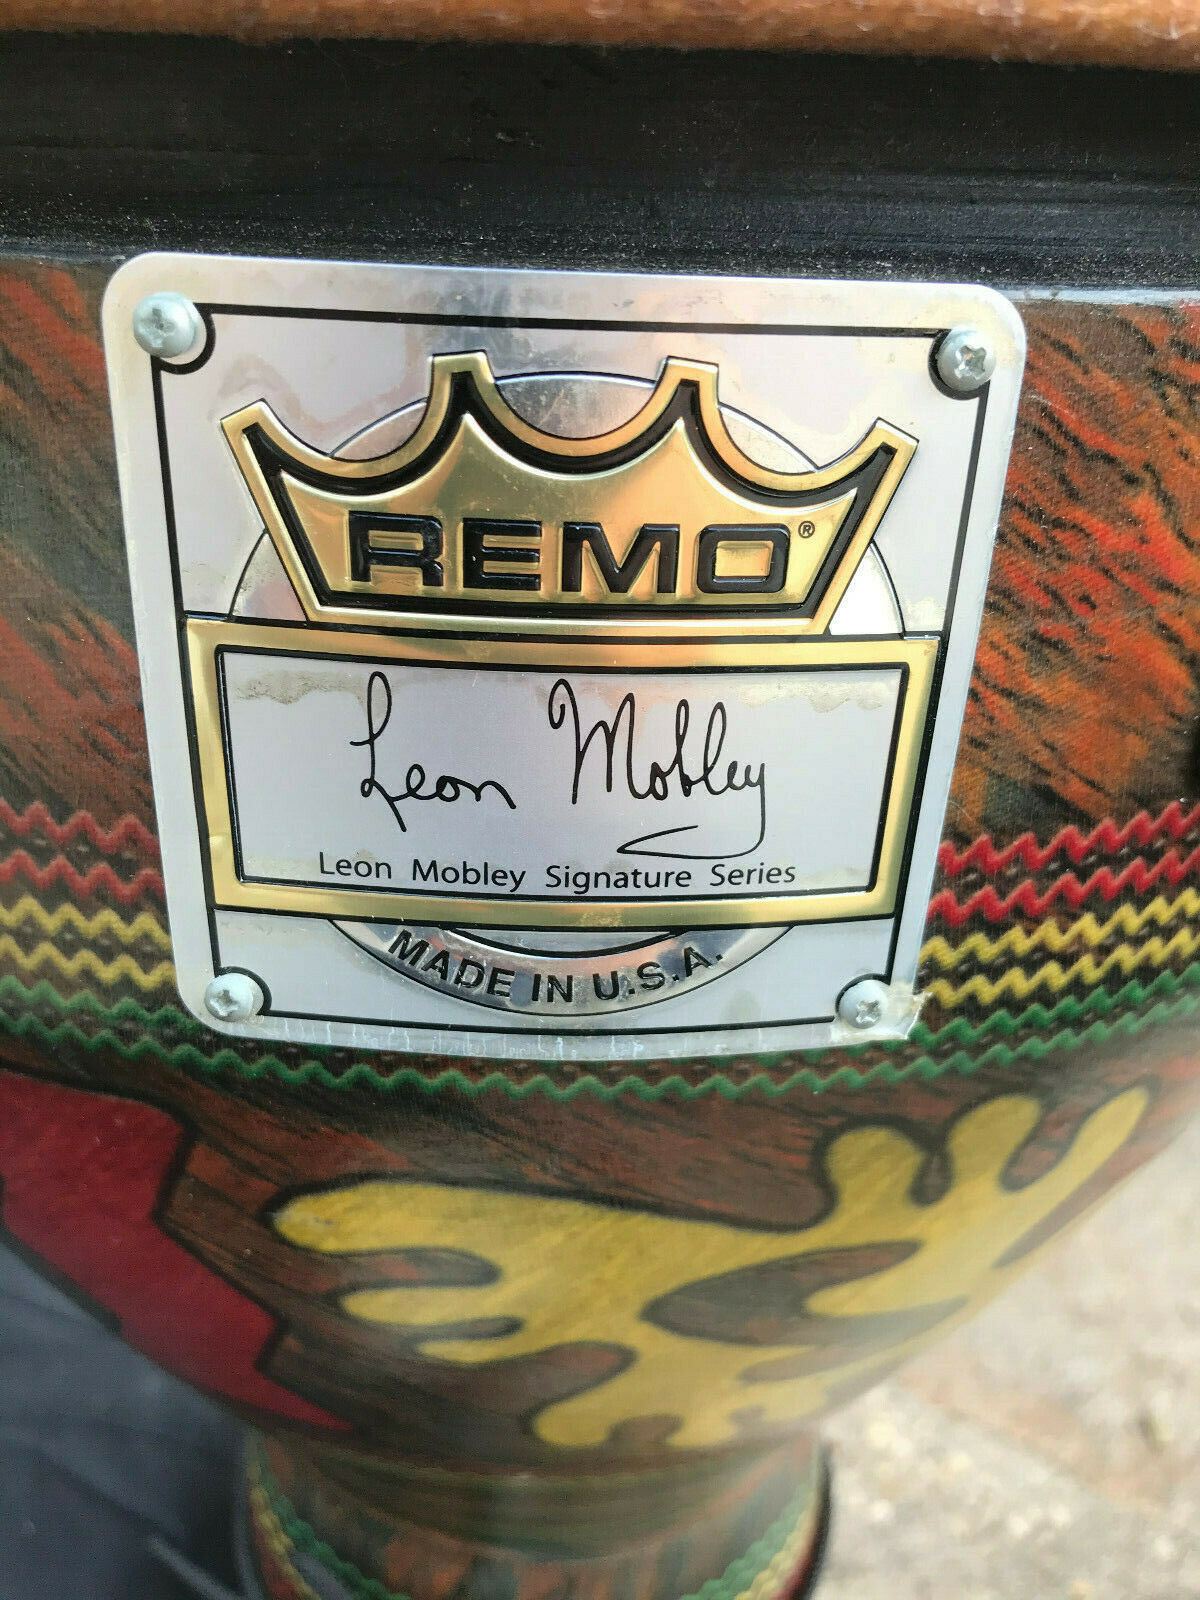 REMO®
Leon Mobley
Leon Mobley Signature Series
MADE IN U.S.A.